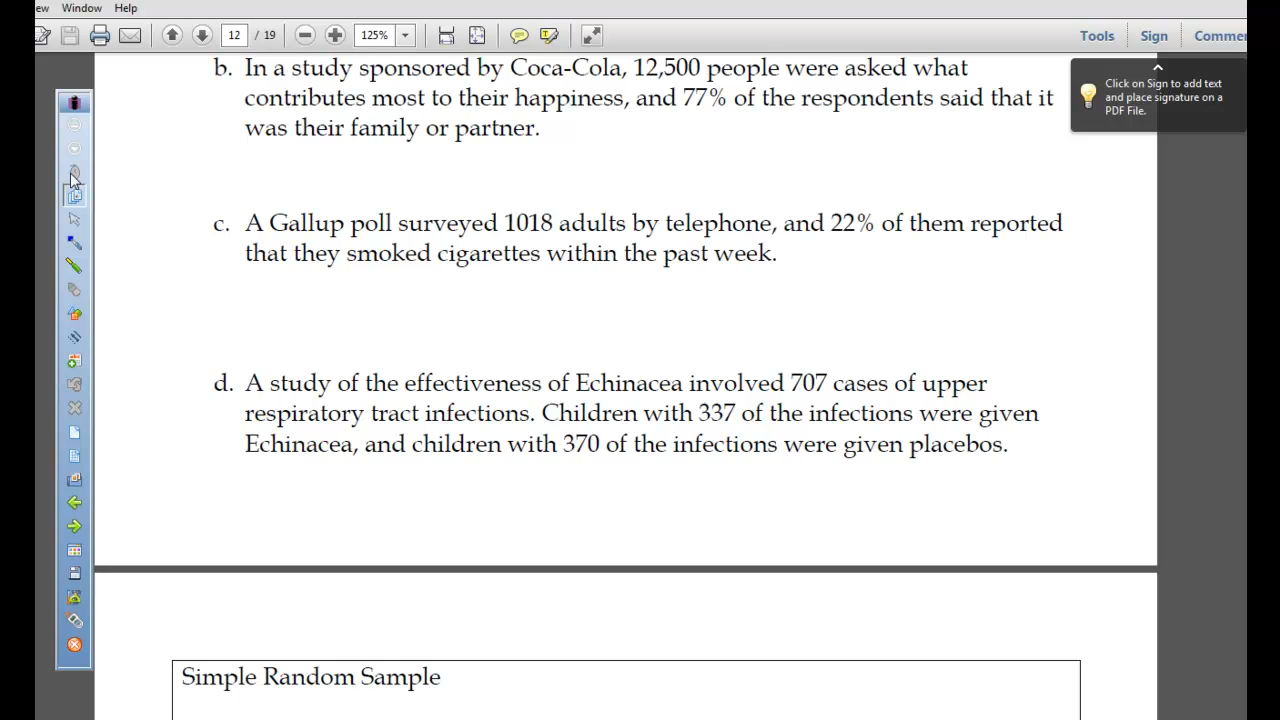 ew Window Help
12 / 19 125% Tools Sign Comme
Click on Sign to add text
and place signature on a
PDF File.
b. In a study sponsored by Coca-Cola, 12,500 people were asked what
contributes most to their happiness, and 77% of the respondents said that it
was their family or partner.
c. A Gallup poll surveyed 1018 adults by telephone, and 22% of them reported
that they smoked cigarettes within the past week.
d. A study of the effectiveness of Echinacea involved 707 cases of upper
respiratory tract infections. Children with 337 of the infections were given
Echinacea, and children with 370 of the infections were given placebos.
Simple Random Sample